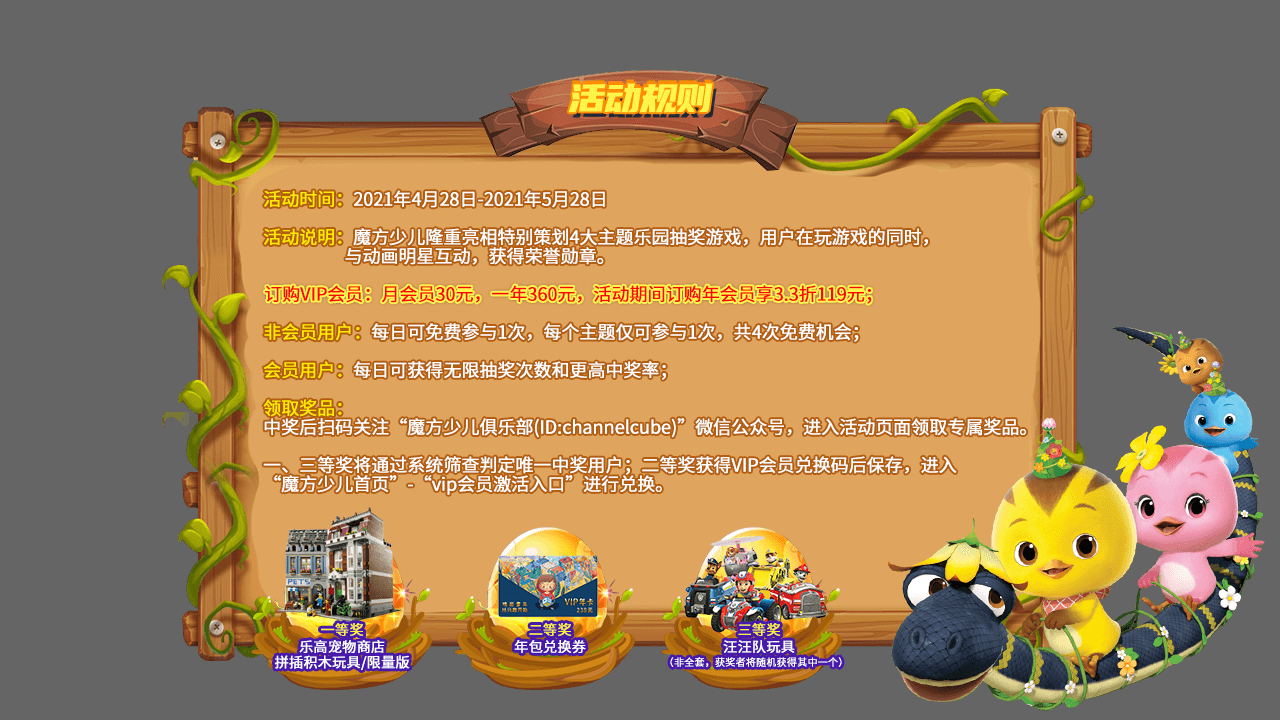 活动规则
活动时间：2021年4月28日-2021年5月28日
活动说明：魔方少儿隆重亮相特别策划4大主题乐园抽奖游戏，用户在玩游戏的同时，
与动画明星互动，获得荣誉勋章。
订购VIP会员：月会员30元，一年360元，活动期间订购年会员享3.3折119元；
非会员用户：每日可免费参与1次，每个主题仅可参与1次，共4次免费机会；
会员用户：每日可获得无限抽奖次数和更高中奖率；
领取奖品：
中奖后扫码关注“魔方少儿俱乐部(ID:channelcube)”微信公众号，进入活动页面领取专属奖品。
一、三等奖将通过系统筛查判定唯一中奖用户；二等奖获得VIP会员兑换码后保存，进入
“魔方少儿首页”-“vip会员激活入口”进行兑换。
PETS
VIP年卡
一等奖
乐高宠物商店
拼插积木玩具/限量版
二等奖
年包兑换券
三等奖
汪汪队玩具
（非全套，获奖者将随机获得其中一个）